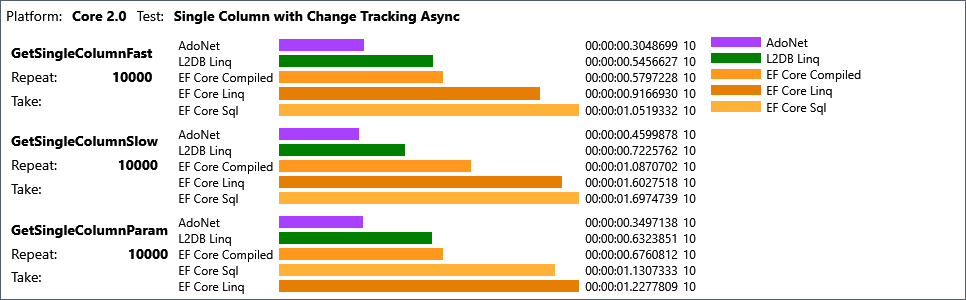 Platform: Core 2.0 Test: Single Column with Change Tracking Async
GetSingleColumnFast
Repeat: 10000
Take:
AdoNet 00:00:00.3048699 10
L2DB Linq 00:00:00.5456627 10
EF Core Compiled 00:00:00.5797228 10
EF Core Linq 00:00:00.9166930 10
EF Core Sql 00:00:01.0519332 10
AdoNet
L2DB Linq
EF Core Compiled
EF Core Linq
EF Core Sql
GetSingleColumnSlow
Repeat: 10000
Take:
AdoNet 00:00:00.4599878 10
L2DB Linq 00:00:00.7225762 10
EF Core Compiled 00:00:01.0870702 10
EF Core Linq 00:00:01.6027518 10
EF Core Sql 00:00:01.6974739 10
GetSingleColumnParam
Repeat: 10000
Take:
AdoNet 00:00:00.3497138 10
L2DB Linq 00:00:00.6323851 10
EF Core Compiled 00:00:00.6760812 10
EF Core Sql 00:00:01.1307333 10
EF Core Linq 00:00:01.2277809 10